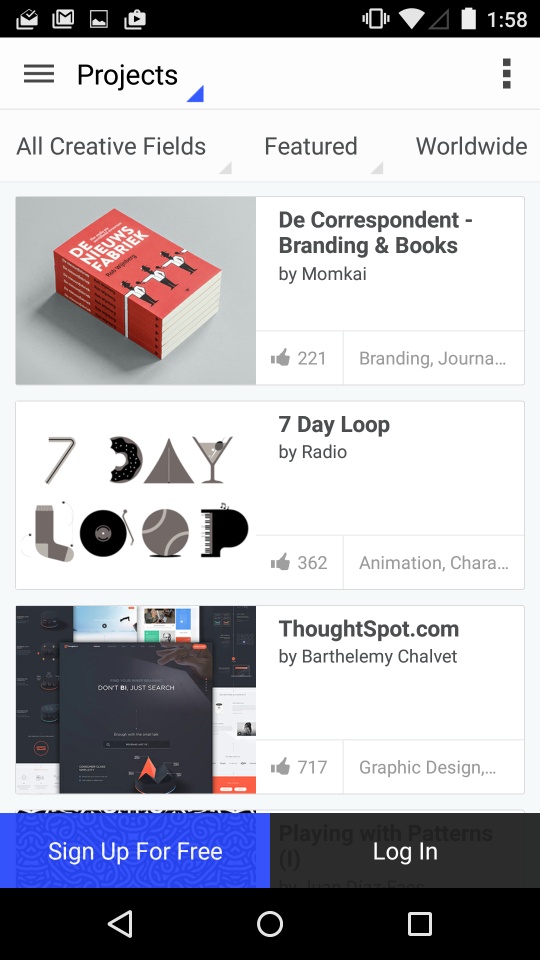 1:58
Projects
All Creative Fields
Featured
Worldwide
DE
NIEUWS
FABRIEK
Rob Wijnberg
De Correspondent -
Branding & Books
by Momkai
221
Branding, Journa...
7 Day Loop
by Radio
7 DAY
LOOP
362
Animation, Chara...
DON'T BI, JUST SEARCH
ThoughtSpot.com
by Barthelemy Chalvet
717
Graphic Design,...
Playing with Patterns
(I)
by Juan Díaz-Faes
Sign Up For Free
Log In